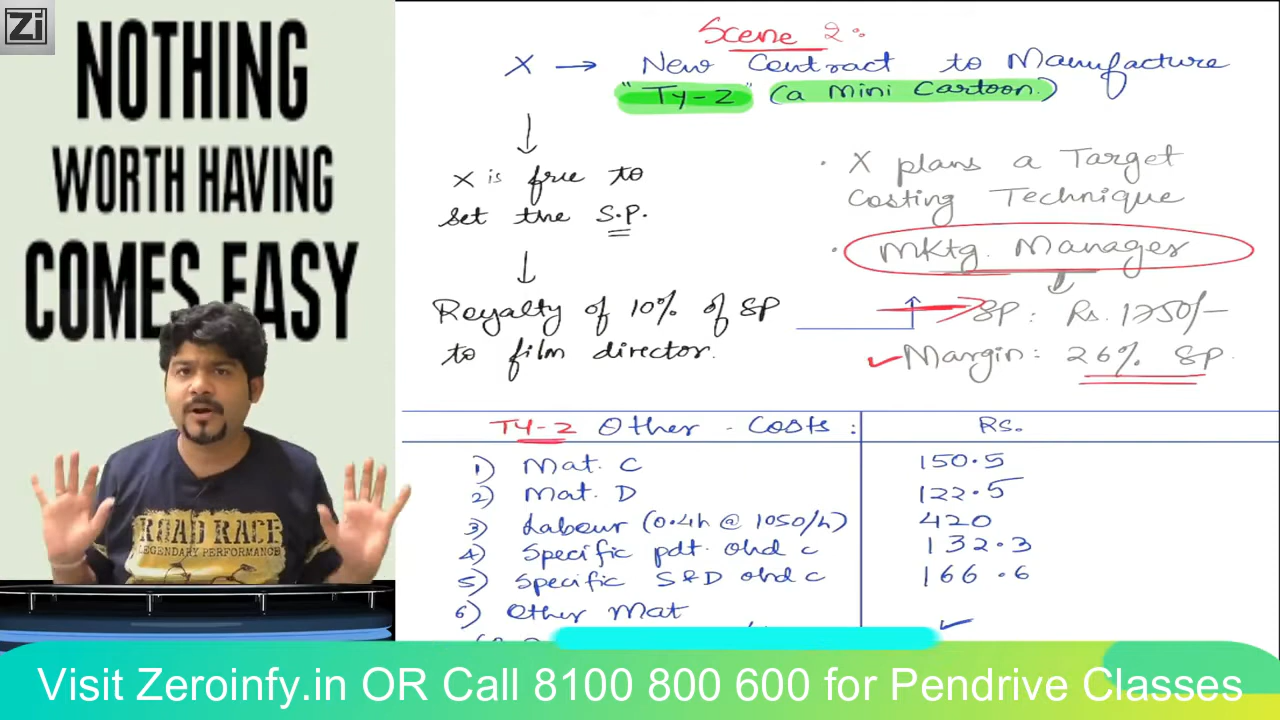 Zi
NOTHING
WORTH HAVING
COMES EASY
ROAD RACE
LEGENDARY PERFORMANCE
Scene 2:
X → New Contract to Manufacture
"Ty-2" (a Mini Cartoon.)
X is free to
set the S.P.
Royalty of 10% of SP
to film director.
• X plans a Target
Costing Technique
• Mktg. Manager
SP: Rs. 1250/-
Margin: 26% SP.
TY-2 Other-Costs: Rs.
1) Mat. C 150.5
2) Mat. D 122.5
3) Labour (0.4h @ 1050/h) 420
4) Specific pdt. ohd c 132.3
5) Specific S&D ohd c 166.6
6) Other Mat
Visit Zeroinfy.in OR Call 8100 800 600 for Pendrive Classes